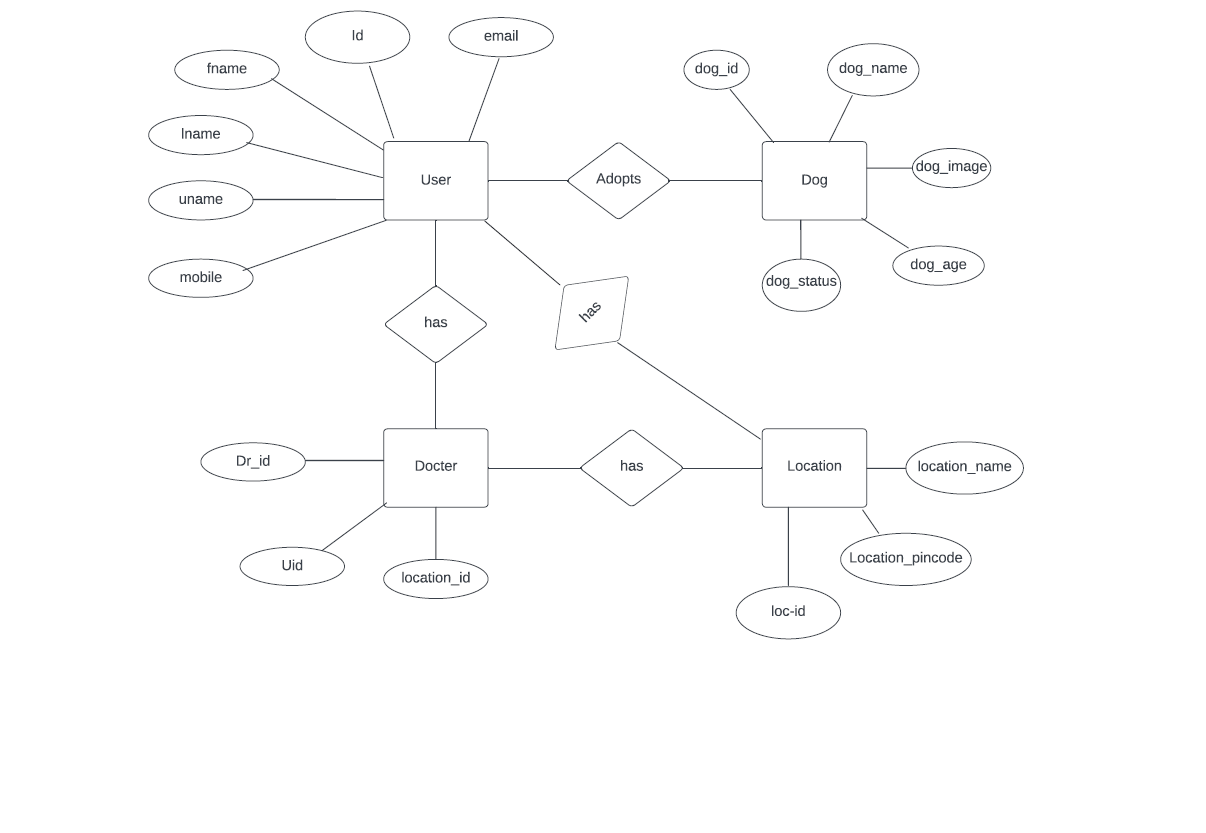 Id
email
fname
dog_id
dog_name
lname
dog_image
User
Adopts
Dog
uname
mobile
dog_status
dog_age
has
has
Dr_id
Docter
has
Location
location_name
Uid
location_id
Location_pincode
loc-id